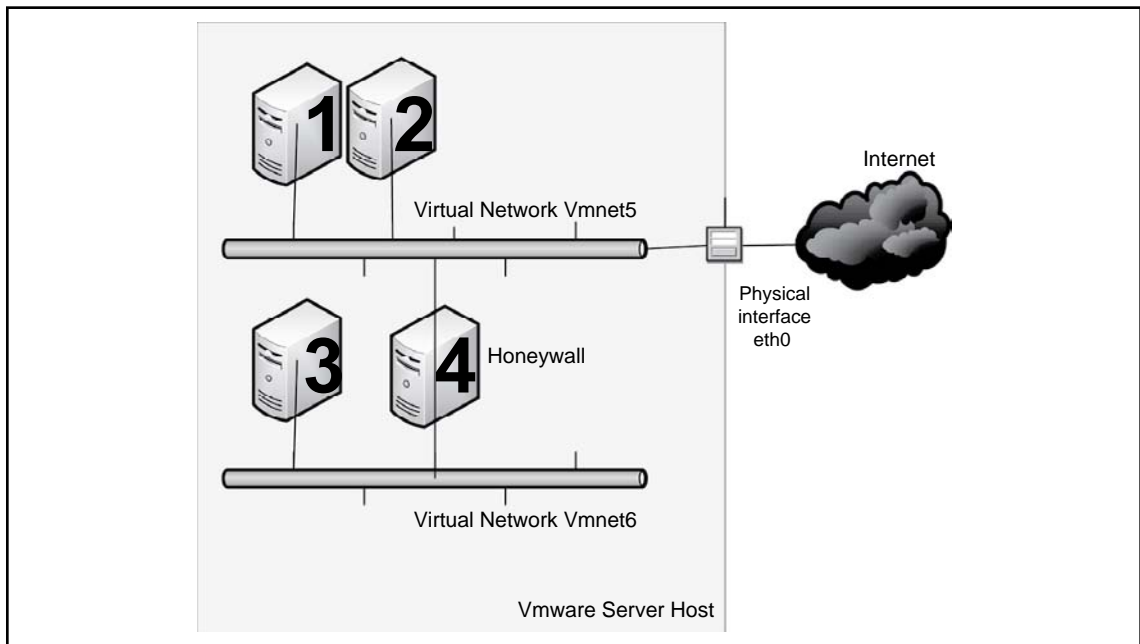 1
2
Internet
Virtual Network Vmnet5
Physical
interface
eth0
3
4
Honeywall
Virtual Network Vmnet6
Vmware Server Host